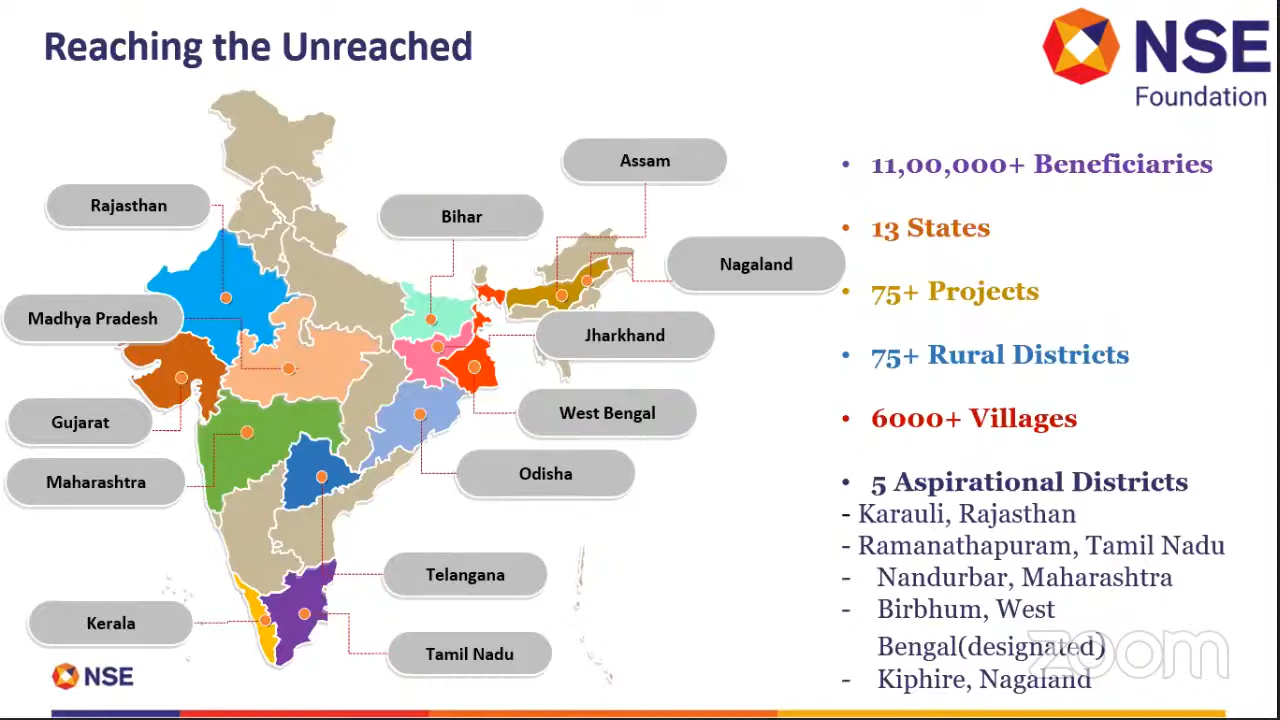 Reaching the Unreached
NSE
Foundation
Assam
Rajasthan
Bihar
Nagaland
Madhya Pradesh
Jharkhand
Gujarat
West Bengal
Maharashtra
Odisha
Telangana
Kerala
Tamil Nadu
• 11,00,000+ Beneficiaries
• 13 States
• 75+ Projects
• 75+ Rural Districts
• 6000+ Villages
• 5 Aspirational Districts
- Karauli, Rajasthan
- Ramanathapuram, Tamil Nadu
- Nandurbar, Maharashtra
- Birbhum, West
Bengal(designated)
- Kiphire, Nagaland
zoom
NSE